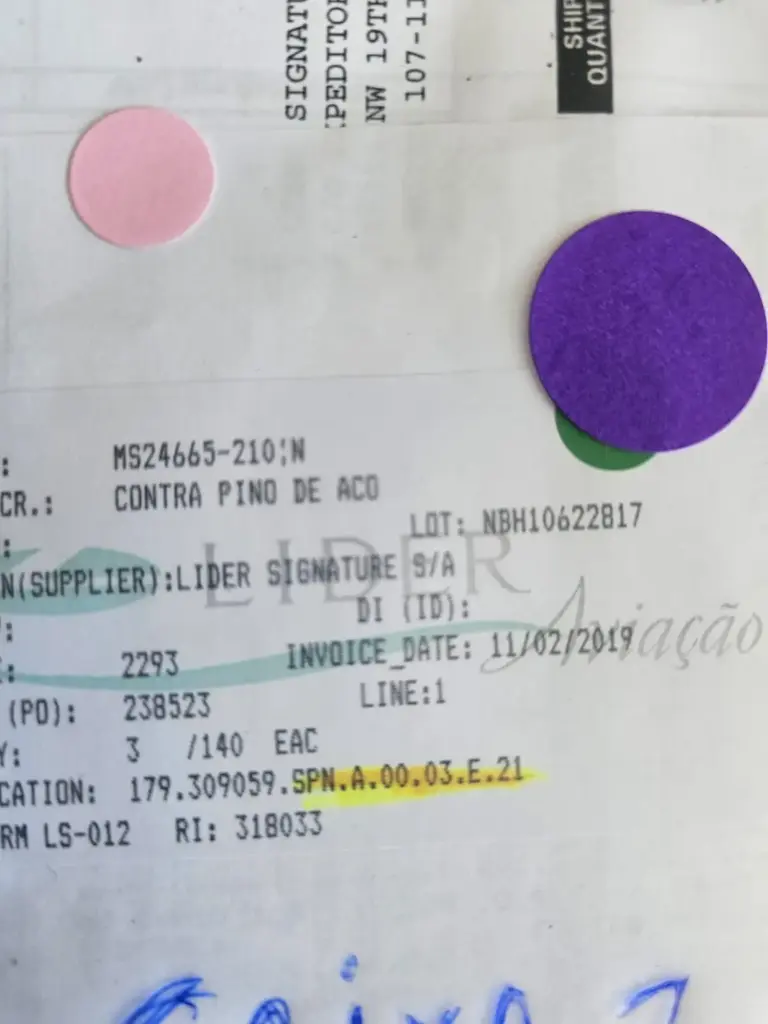 SIGNATU
PEDITO
NW 19TH
107-11
SHIP
QUANT
: MS24665-210¦N
CR.: CONTRA PINO DE ACO
: LOT: NBH10622817
N(SUPPLIER):LIDER SIGNATURE S/A
LIDER
Aviação
: DI (ID):
: 2293 INVOICE_DATE: 11/02/2019
(PO): 238523 LINE:1
Y: 3 /140 EAC
CATION: 179.309059.SPN.A.00.03.E.21
RM LS-012 RI: 318033